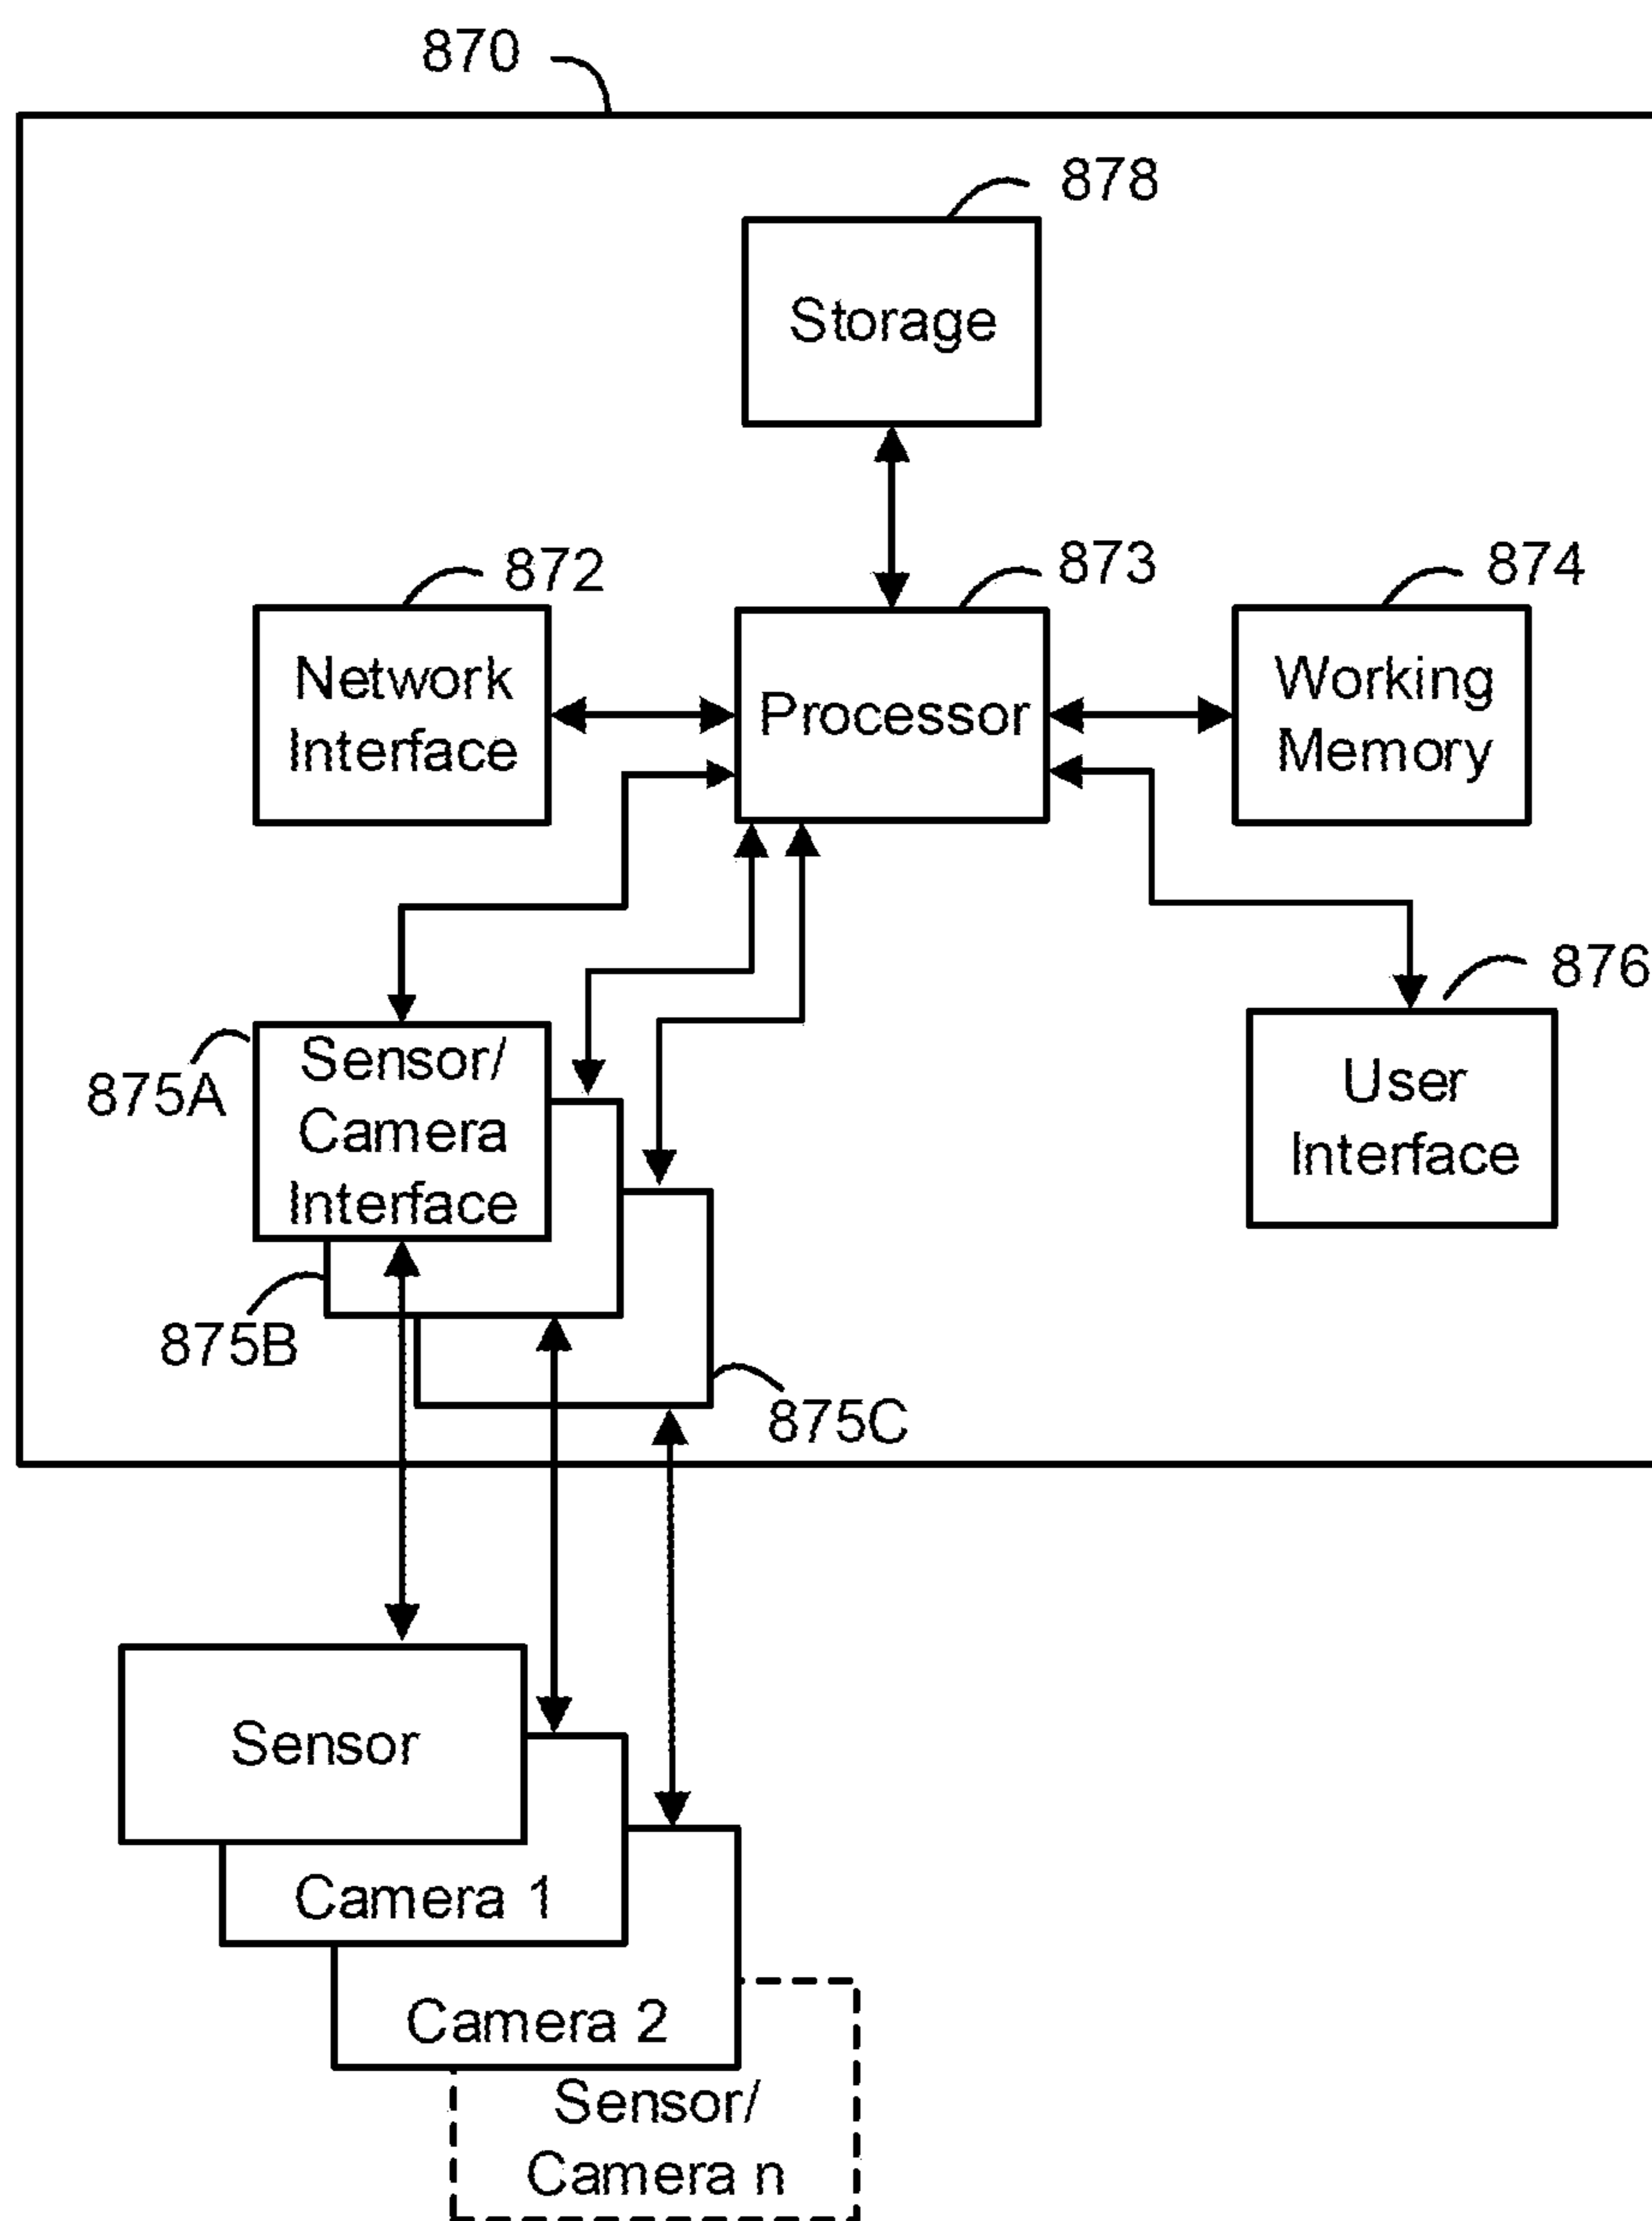 870
878
Storage
872
873
874
Network
Interface
Processor
Working
Memory
876
875A
Sensor/
Camera
Interface
User
Interface
875B
875C
Sensor
Camera 1
Camera 2
Sensor/
Camera n